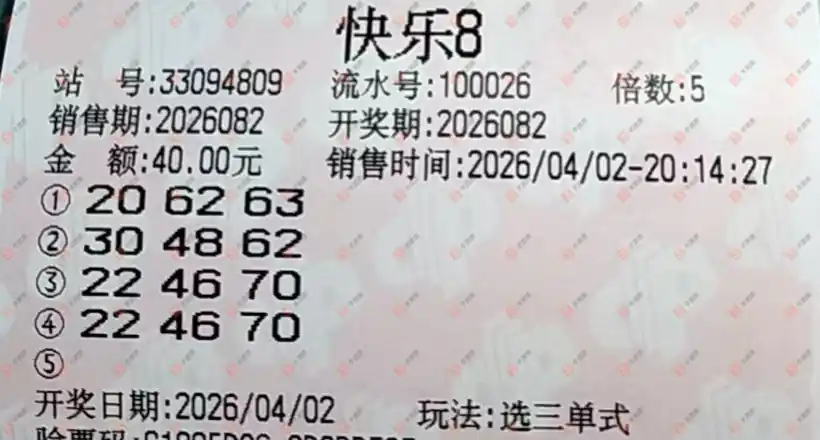 快乐8
站 号:33094809 流水号:100026 倍数:5
销售期:2026082 开奖期:2026082
金 额:40.00元 销售时间:2026/04/02-20:14:27
① 20 62 63
② 30 48 62
③ 22 46 70
④ 22 46 70
⑤
开奖日期:2026/04/02 玩法:选三单式
验票码: